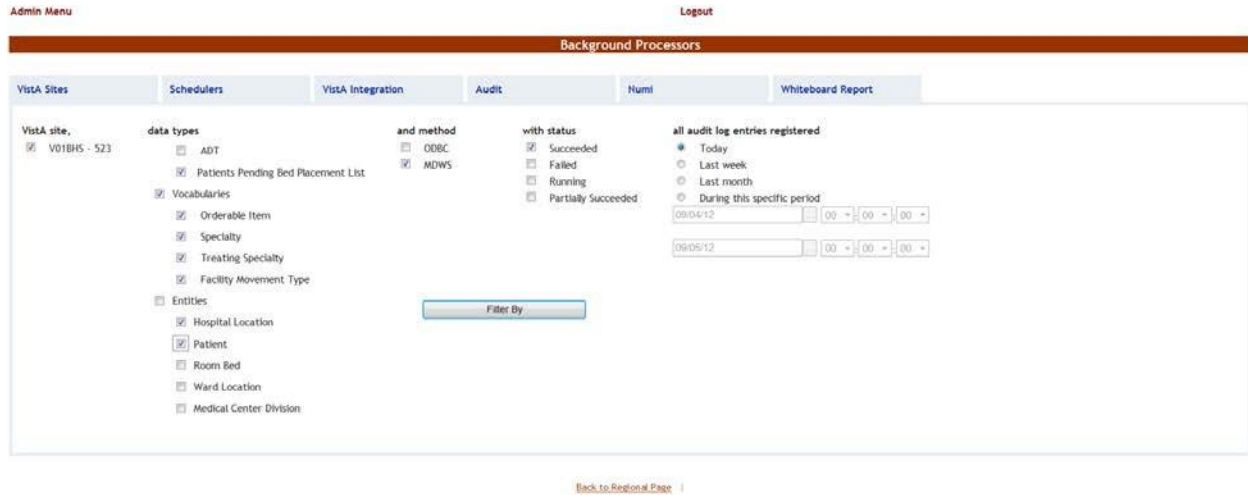 Admin Menu Logout
Background Processors
VistA Sites Schedulers VistA Integration Audit Numi Whiteboard Report
VistA site, data types and method with status all audit log entries registered
V01BHS - 523 ADT ODBC Succeeded Today
Patients Pending Bed Placement List MDWS Failed Last week
Vocabularies Running Last month
Orderable Item Partially Succeeded During this specific period
09/04/12 ... 00 : 00 : 00
Specialty
Treating Specialty
09/05/12 ... 00 : 00 : 00
Facility Movement Type
Entities
Filter By
Hospital Location
Patient
Room Bed
Ward Location
Medical Center Division
Back to Regional Page |